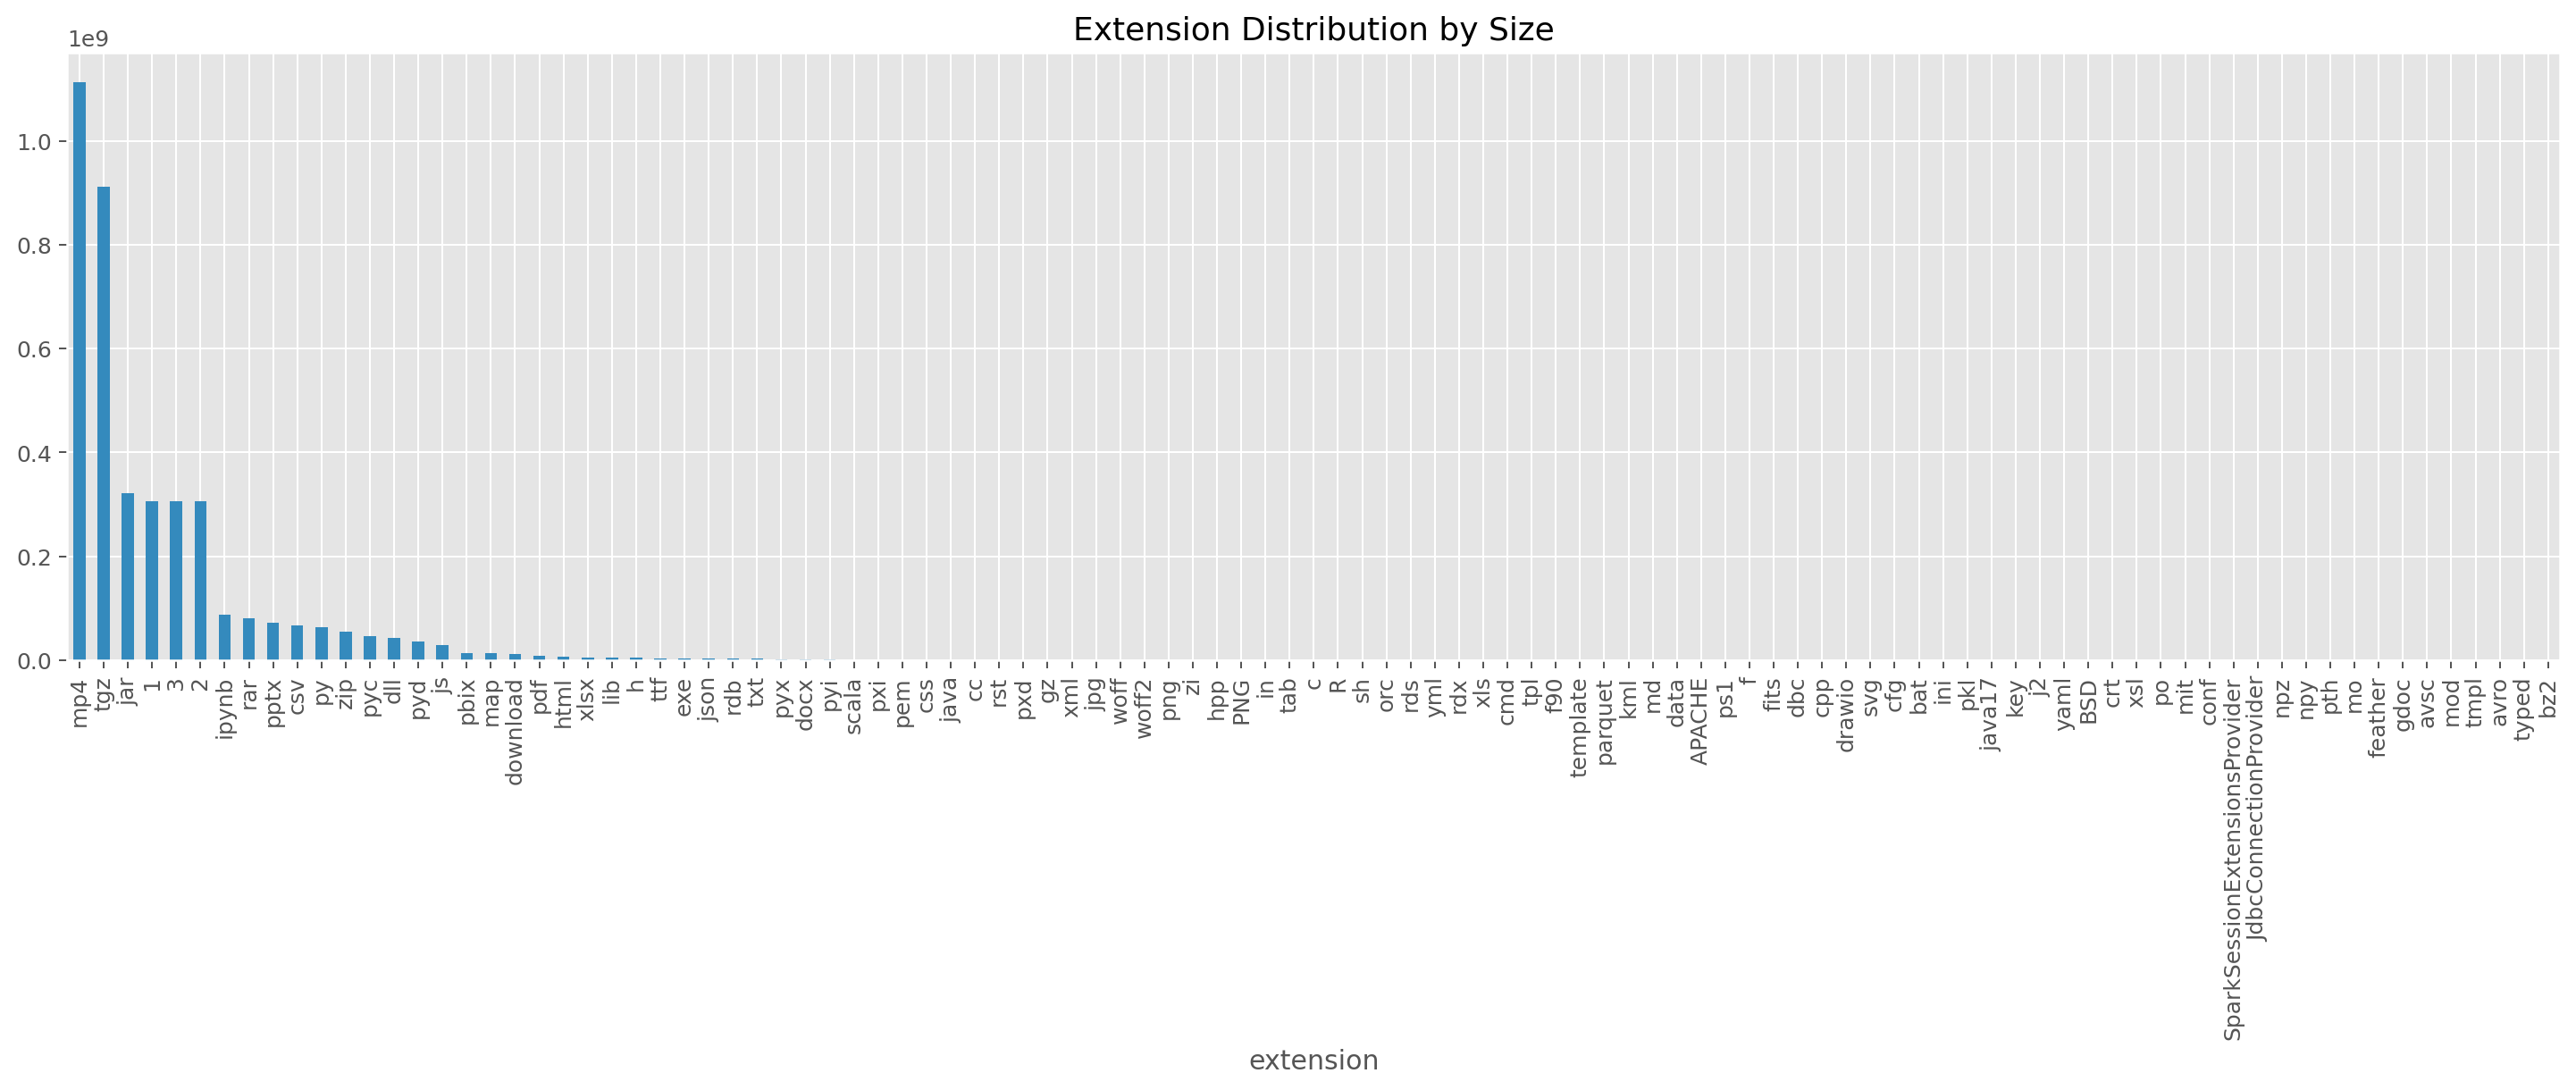 Extension Distribution by Size
1e9
1.0
0.8
0.6
0.4
0.2
0.0
mp4
tgz
jar
1
3
2
ipynb
rar
pptx
csv
py
zip
pyc
dll
pyd
js
pbix
map
download
pdf
html
xlsx
lib
h
ttf
exe
json
rdb
txt
pyx
docx
pyi
scala
pxi
pem
css
java
cc
rst
pxd
gz
xml
jpg
woff
woff2
png
zi
hpp
PNG
in
tab
c
R
sh
orc
rds
yml
rdx
xls
cmd
tpl
f90
template
parquet
kml
md
data
APACHE
ps1
f
fits
dbc
cpp
drawio
svg
cfg
bat
ini
pkl
java17
key
j2
yaml
BSD
crt
xsl
po
mit
conf
SparkSessionExtensionsProvider
JdbcConnectionProvider
npz
npy
pth
mo
feather
gdoc
avsc
mod
tmpl
avro
typed
bz2
extension